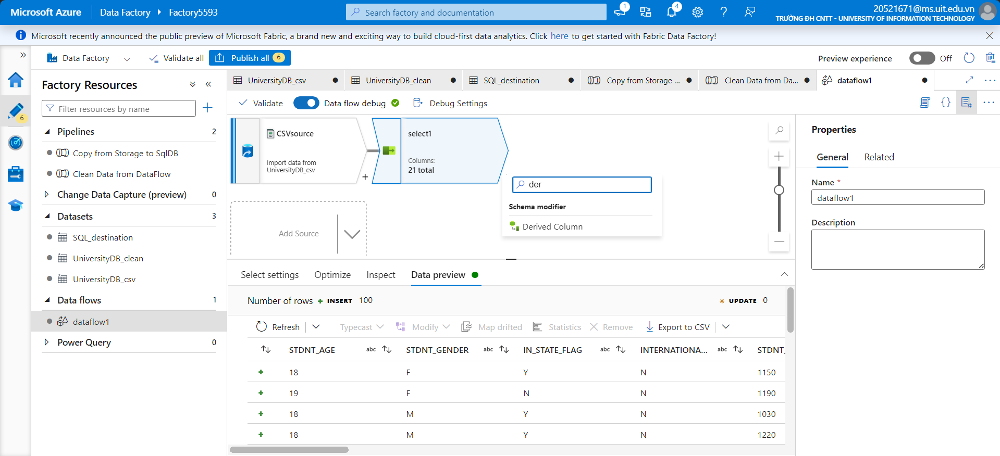 Microsoft Azure
Data Factory
Factory5593
Search factory and documentation
1
4
20521671@ms.uit.edu.vn
TRƯỜNG ĐH CNTT - UNIVERSITY OF INFORMATION TECHNOLOGY
Microsoft recently announced the public preview of Microsoft Fabric, a brand new and exciting way to build cloud-first data analytics. Click here to get started with Fabric Data Factory!
Data Factory
Validate all
Publish all 6
Preview experience
Off
6
Factory Resources
Filter resources by name
Pipelines 2
Copy from Storage to SqlDB
Clean Data from DataFlow
Change Data Capture (preview) 0
Datasets 3
SQL_destination
UniversityDB_clean
UniversityDB_csv
Data flows 1
dataflow1
Power Query 0
UniversityDB_csv
UniversityDB_clean
SQL_destination
Copy from Storage ...
Clean Data from Da...
dataflow1
Validate
Data flow debug
Debug Settings
{}
CSVsource
Import data from
UniversityDB_csv
+
select1
Columns:
21 total
Add Source
der
Schema modifier
Derived Column
Select settings
Optimize
Inspect
Data preview
Number of rows + INSERT 100
UPDATE 0
Refresh
Typecast
Modify
Map drifted
Statistics
Remove
Export to CSV
STDNT_AGE abc STDNT_GENDER abc IN_STATE_FLAG abc INTERNATIONA... abc STDNT_
+ 18 F Y N 1150
+ 19 F N N 1190
+ 18 M Y N 1030
+ 18 M Y N 1220
Properties
General
Related
Name *
dataflow1
Description